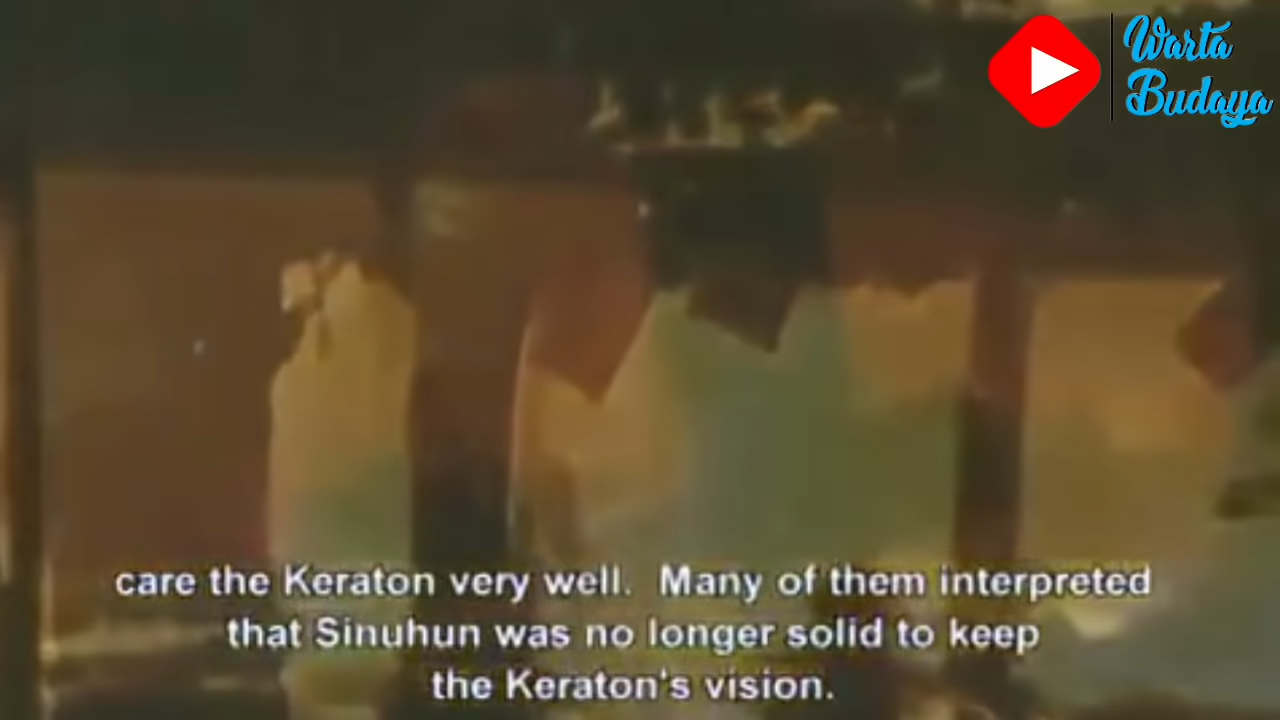 Warta
Budaya
care the Keraton very well. Many of them interpreted
that Sinuhun was no longer solid to keep
the Keraton's vision.